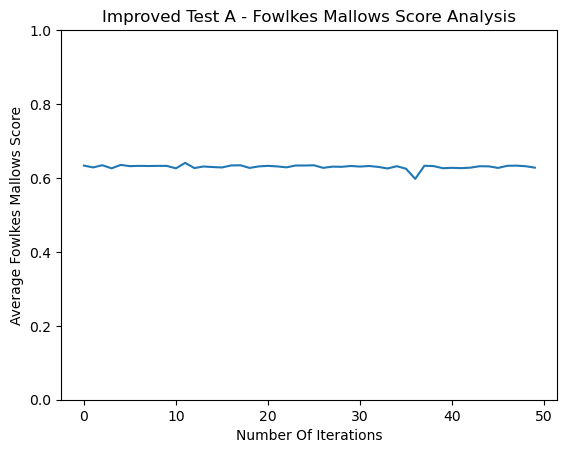 Improved Test A - Fowlkes Mallows Score Analysis
1.0
0.8
0.6
0.4
0.2
0.0
Average Fowlkes Mallows Score
0 10 20 30 40 50
Number Of Iterations